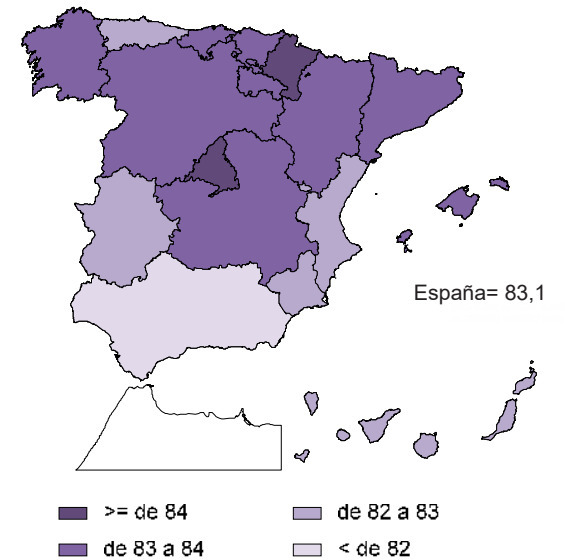 España= 83,1
>= de 84
de 82 a 83
de 83 a 84
< de 82